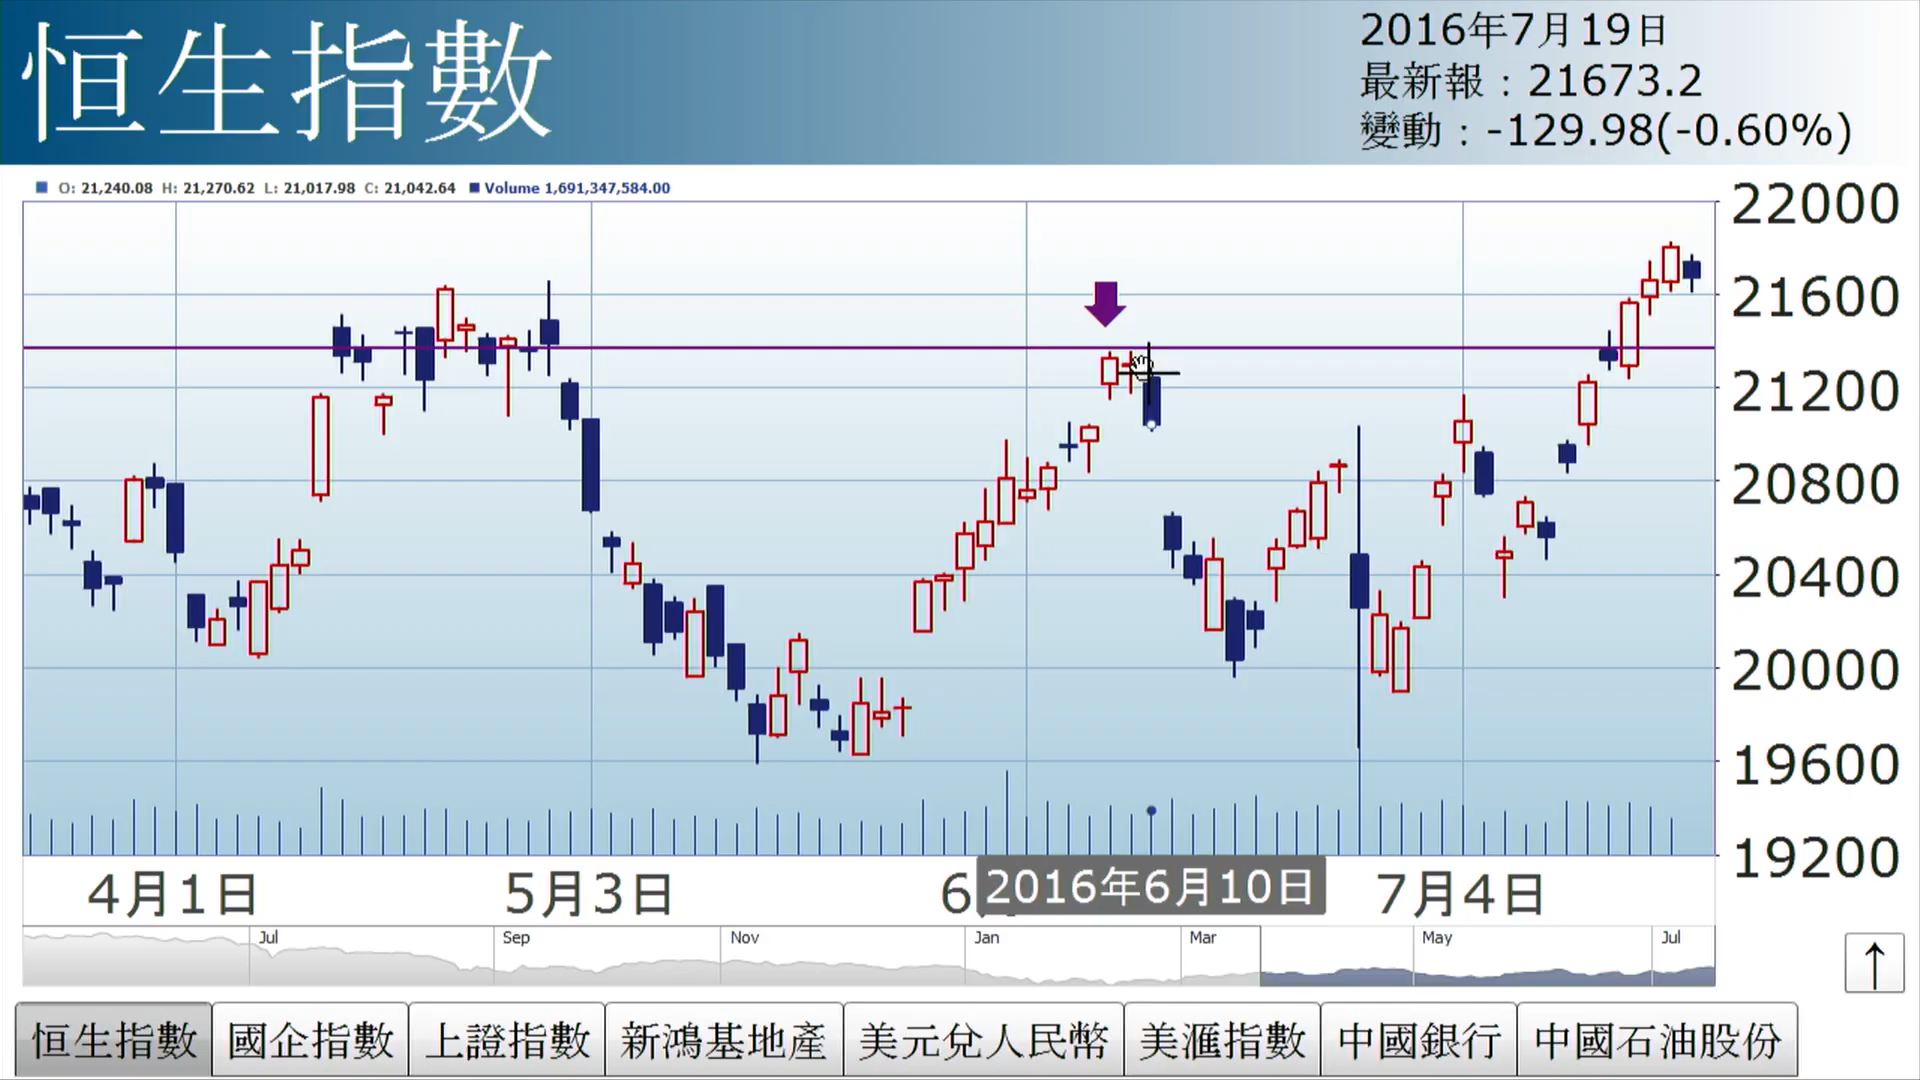 恒生指數
2016年7月19日
最新報：21673.2
變動：-129.98(-0.60%)
O: 21,240.08 H: 21,270.62 L: 21,017.98 C: 21,042.64 Volume 1,691,347,584.00
22000
21600
21200
20800
20400
20000
19600
19200
4月1日 5月3日 6 2016年6月10日 7月4日
Jul Sep Nov Jan Mar May Jul
↑
恒生指數 國企指數 上證指數 新鴻基地產 美元兌人民幣 美滙指數 中國銀行 中國石油股份